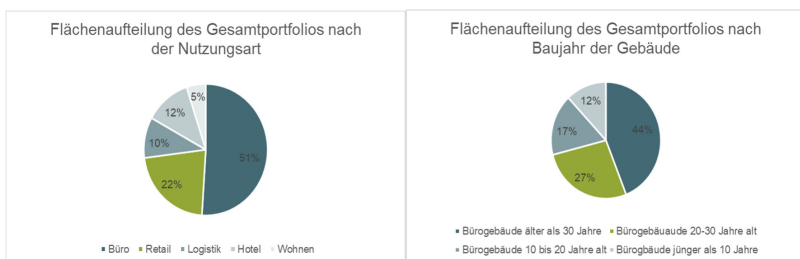 Flächenaufteilung des Gesamtportfolios nach
der Nutzungsart
5%
12%
10%
51%
22%
Büro Retail Logistik Hotel Wohnen
Flächenaufteilung des Gesamtportfolios nach
Baujahr der Gebäude
12%
17%
44%
27%
Bürogebäude älter als 30 Jahre Bürogebäuaude 20-30 Jahre alt
Bürogebäude 10 bis 20 Jahre alt Bürogbäude jünger als 10 Jahre